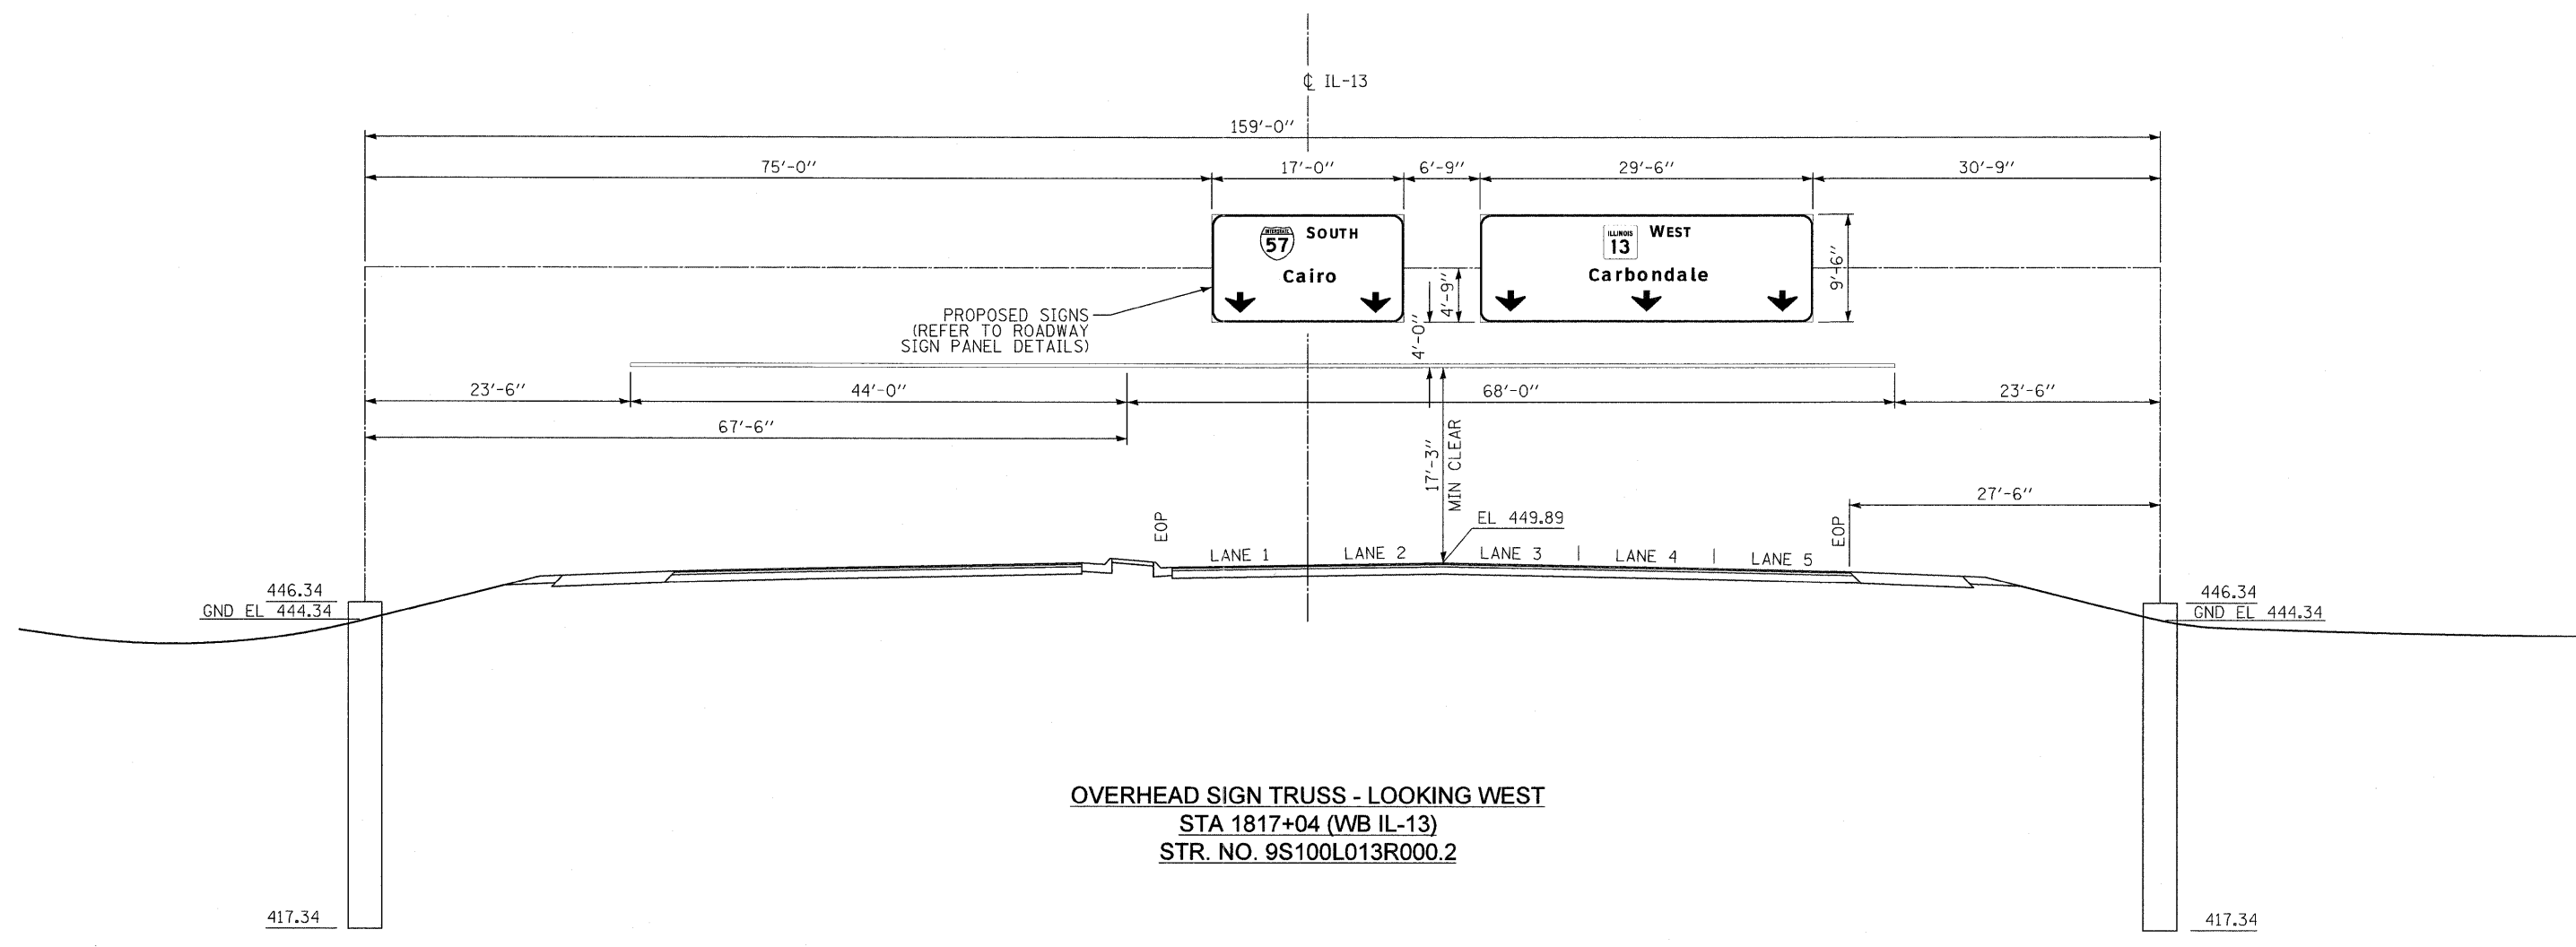 ℄ IL-13
159'-0"
75'-0"
17'-0"
6'-9"
29'-6"
30'-9"
INTERSTATE
57
SOUTH
Cairo
ILLINOIS
13
WEST
Carbondale
9'-6"
4'-9"
4'-0"
PROPOSED SIGNS
(REFER TO ROADWAY
SIGN PANEL DETAILS)
23'-6"
44'-0"
68'-0"
23'-6"
67'-6"
17'-3"
MIN CLEAR
27'-6"
EOP
EL 449.89
EOP
LANE 1
LANE 2
LANE 3
LANE 4
LANE 5
446.34
GND EL 444.34
446.34
GND EL 444.34
OVERHEAD SIGN TRUSS - LOOKING WEST
STA 1817+04 (WB IL-13)
STR. NO. 9S100L013R000.2
417.34
417.34